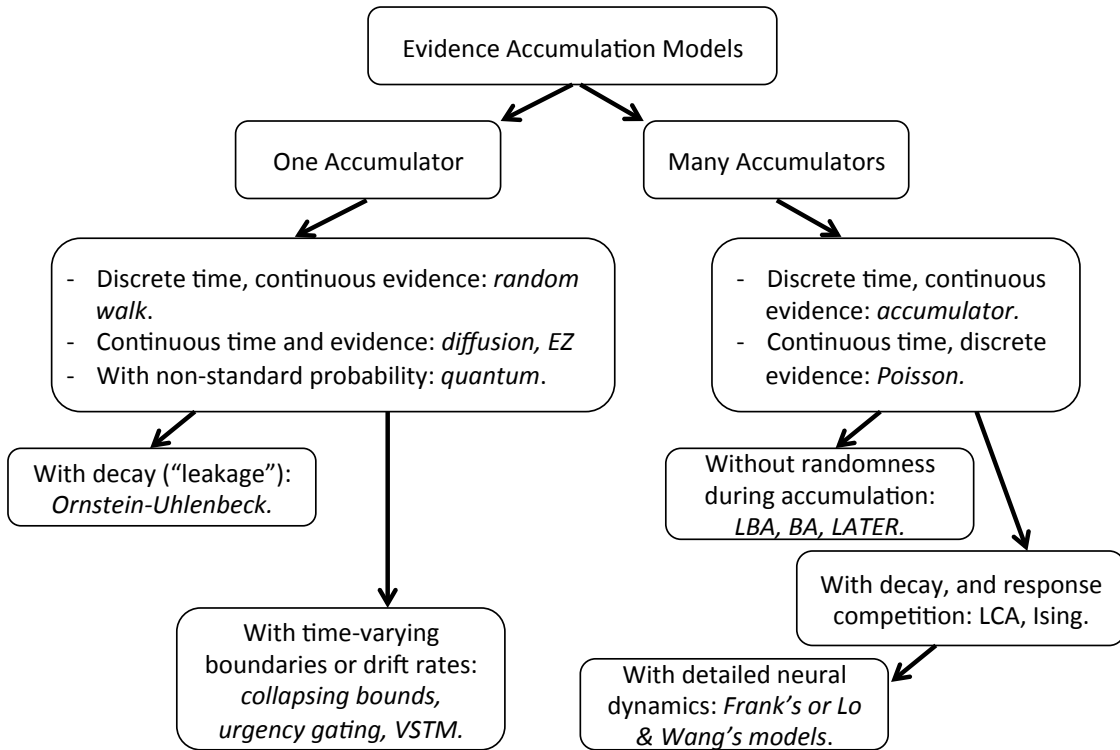 Evidence Accumulation Models
One Accumulator
Many Accumulators
- Discrete time, continuous evidence: random
walk.
- Continuous time and evidence: diffusion, EZ
- With non-standard probability: quantum.
- Discrete time, continuous
evidence: accumulator.
- Continuous time, discrete
evidence: Poisson.
With decay (“leakage”):
Ornstein-Uhlenbeck.
Without randomness
during accumulation:
LBA, BA, LATER.
With decay, and response
competition: LCA, Ising.
With time-varying
boundaries or drift rates:
collapsing bounds,
urgency gating, VSTM.
With detailed neural
dynamics: Frank’s or Lo
& Wang’s models.